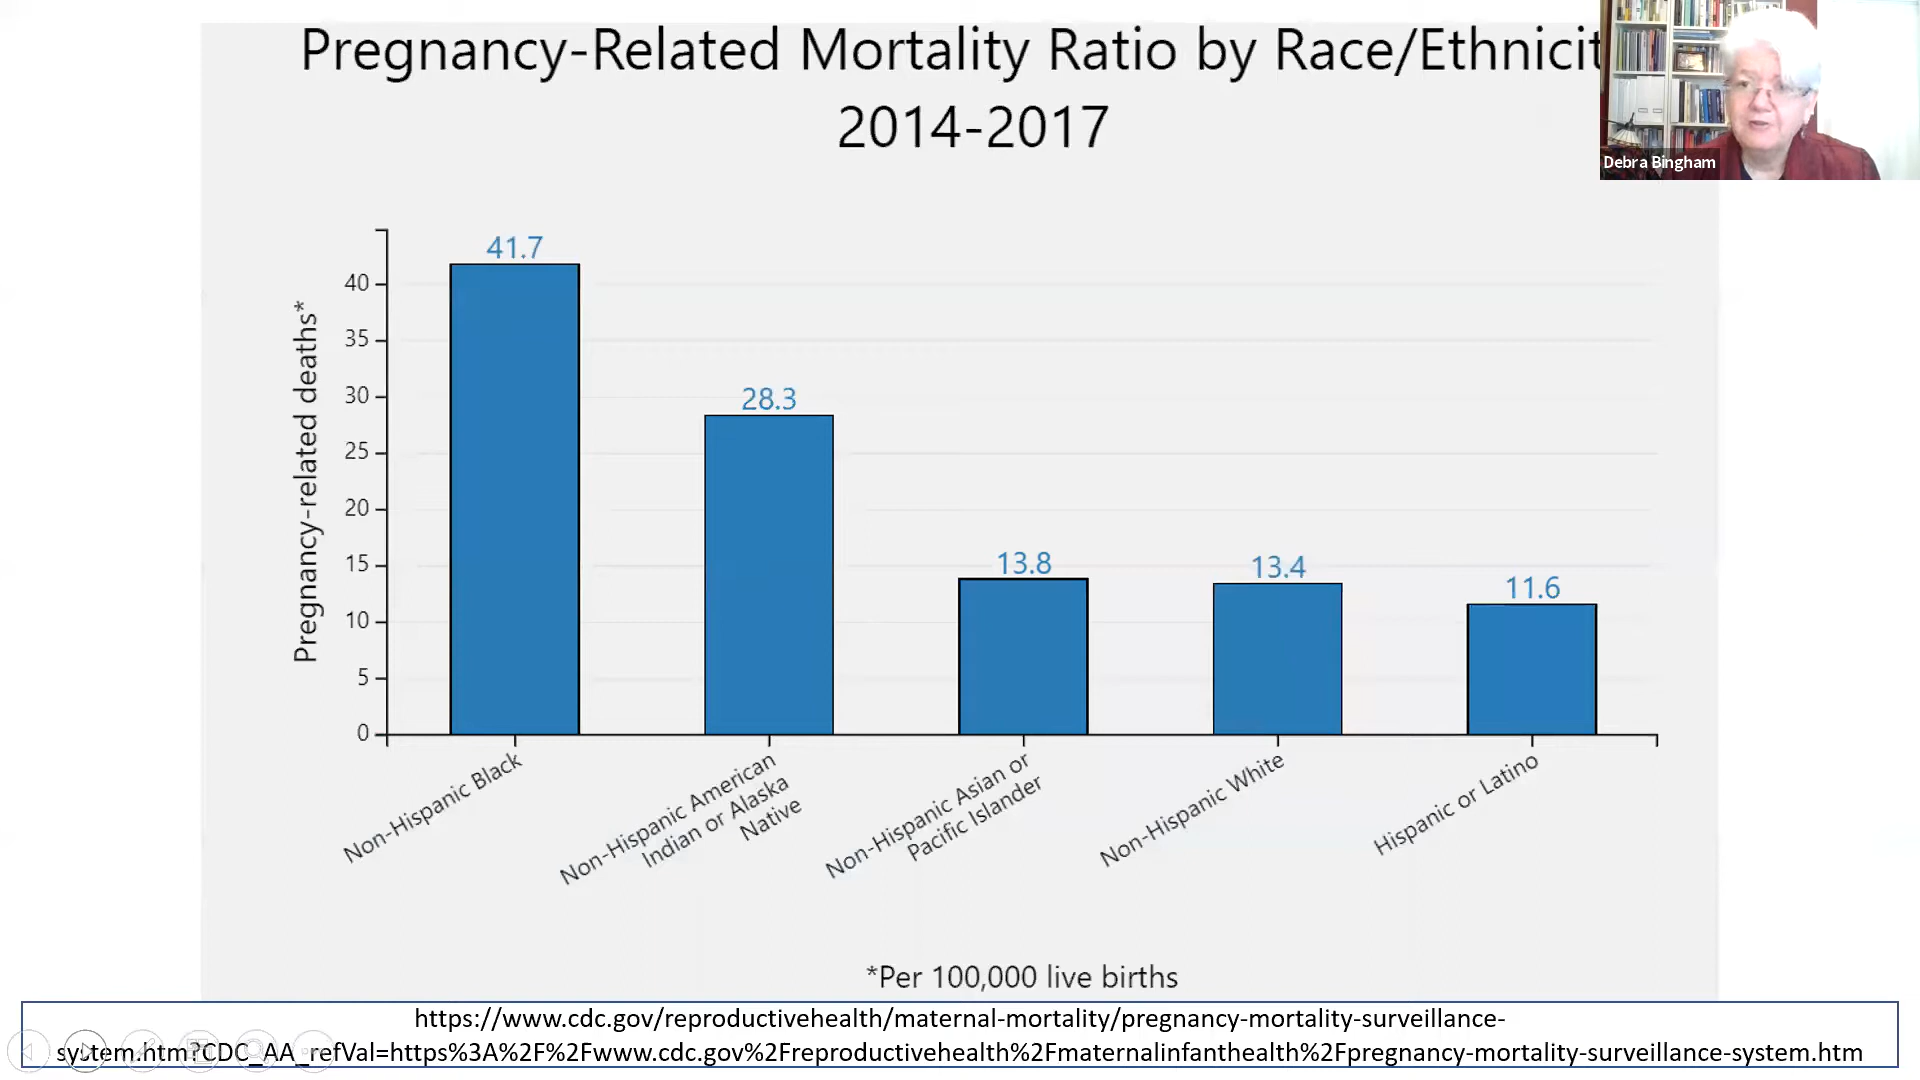 Pregnancy-Related Mortality Ratio by Race/Ethnicit
2014-2017
Debra Bingham
Pregnancy-related deaths*
40
35
30
25
20
15
10
5
0
41.7
28.3
13.8
13.4
11.6
Non-Hispanic Black
Non-Hispanic American
Indian or Alaska
Native
Non-Hispanic Asian or
Pacific Islander
Non-Hispanic White
Hispanic or Latino
*Per 100,000 live births
https://www.cdc.gov/reproductivehealth/maternal-mortality/pregnancy-mortality-surveillance-
system.htm?CDC_AA_refVal=https%3A%2F%2Fwww.cdc.gov%2Freproductivehealth%2Fmaternalinfanthealth%2Fpregnancy-mortality-surveillance-system.htm